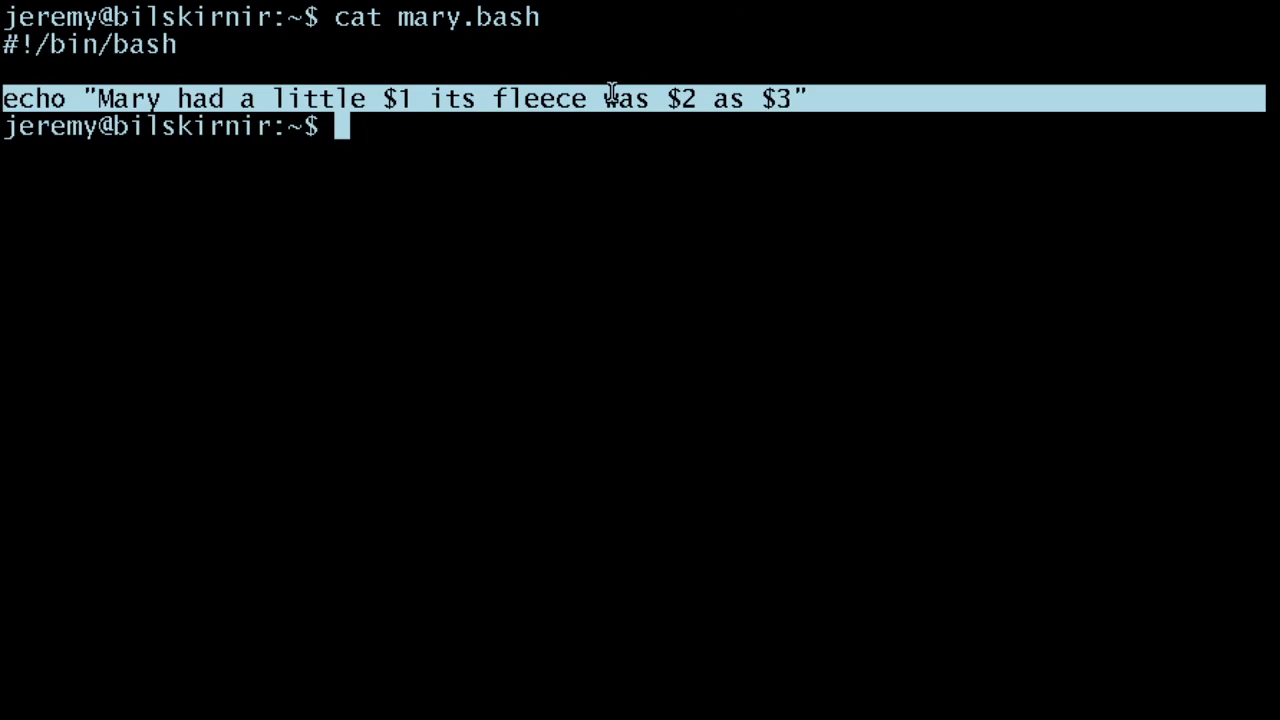 jeremy@bilskirnir:~$ cat mary.bash
#!/bin/bash
echo "Mary had a little $1 its fleece was $2 as $3"
jeremy@bilskirnir:~$